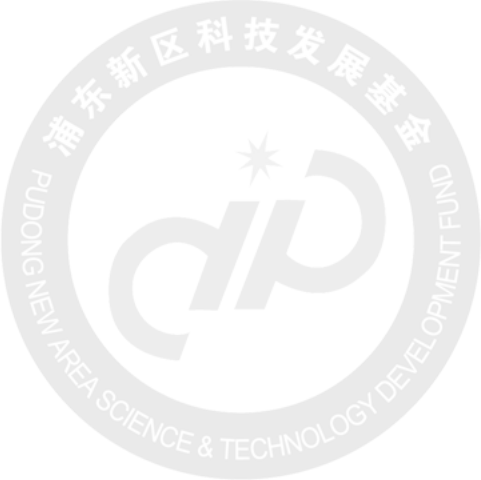 浦东新区科技发展基金
PUDONG NEW AREA SCIENCE & TECHNOLOGY DEVELOPMENT FUND